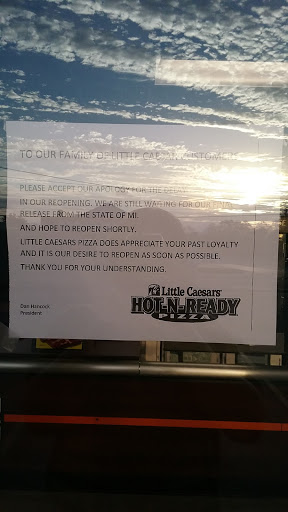 TO OUR FAMILY OF LITTLE CAESARS CUSTOMERS
PLEASE ACCEPT OUR APOLOGY FOR THE DELAY
IN OUR REOPENING. WE ARE STILL WAITING FOR OUR FINAL
RELEASE FROM THE STATE OF MI.
AND HOPE TO REOPEN SHORTLY.
LITTLE CAESARS PIZZA DOES APPRECIATE YOUR PAST LOYALTY
AND IT IS OUR DESIRE TO REOPEN AS SOON AS POSSIBLE.
THANK YOU FOR YOUR UNDERSTANDING.
Dan Hancock
President
Little Caesars
HOT-N-READY
PIZZA